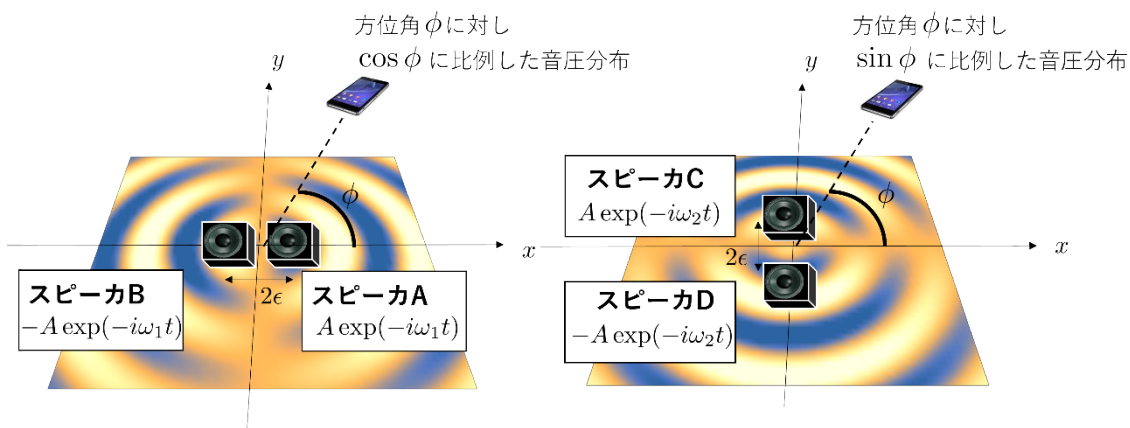 方位角ϕに対し
cos ϕ に比例した音圧分布
y
ϕ
x
2ϵ
スピーカB
−A exp(−iω₁t)
スピーカA
A exp(−iω₁t)
方位角ϕに対し
sin ϕ に比例した音圧分布
y
スピーカC
A exp(−iω₂t)
ϕ
x
2ϵ
スピーカD
−A exp(−iω₂t)